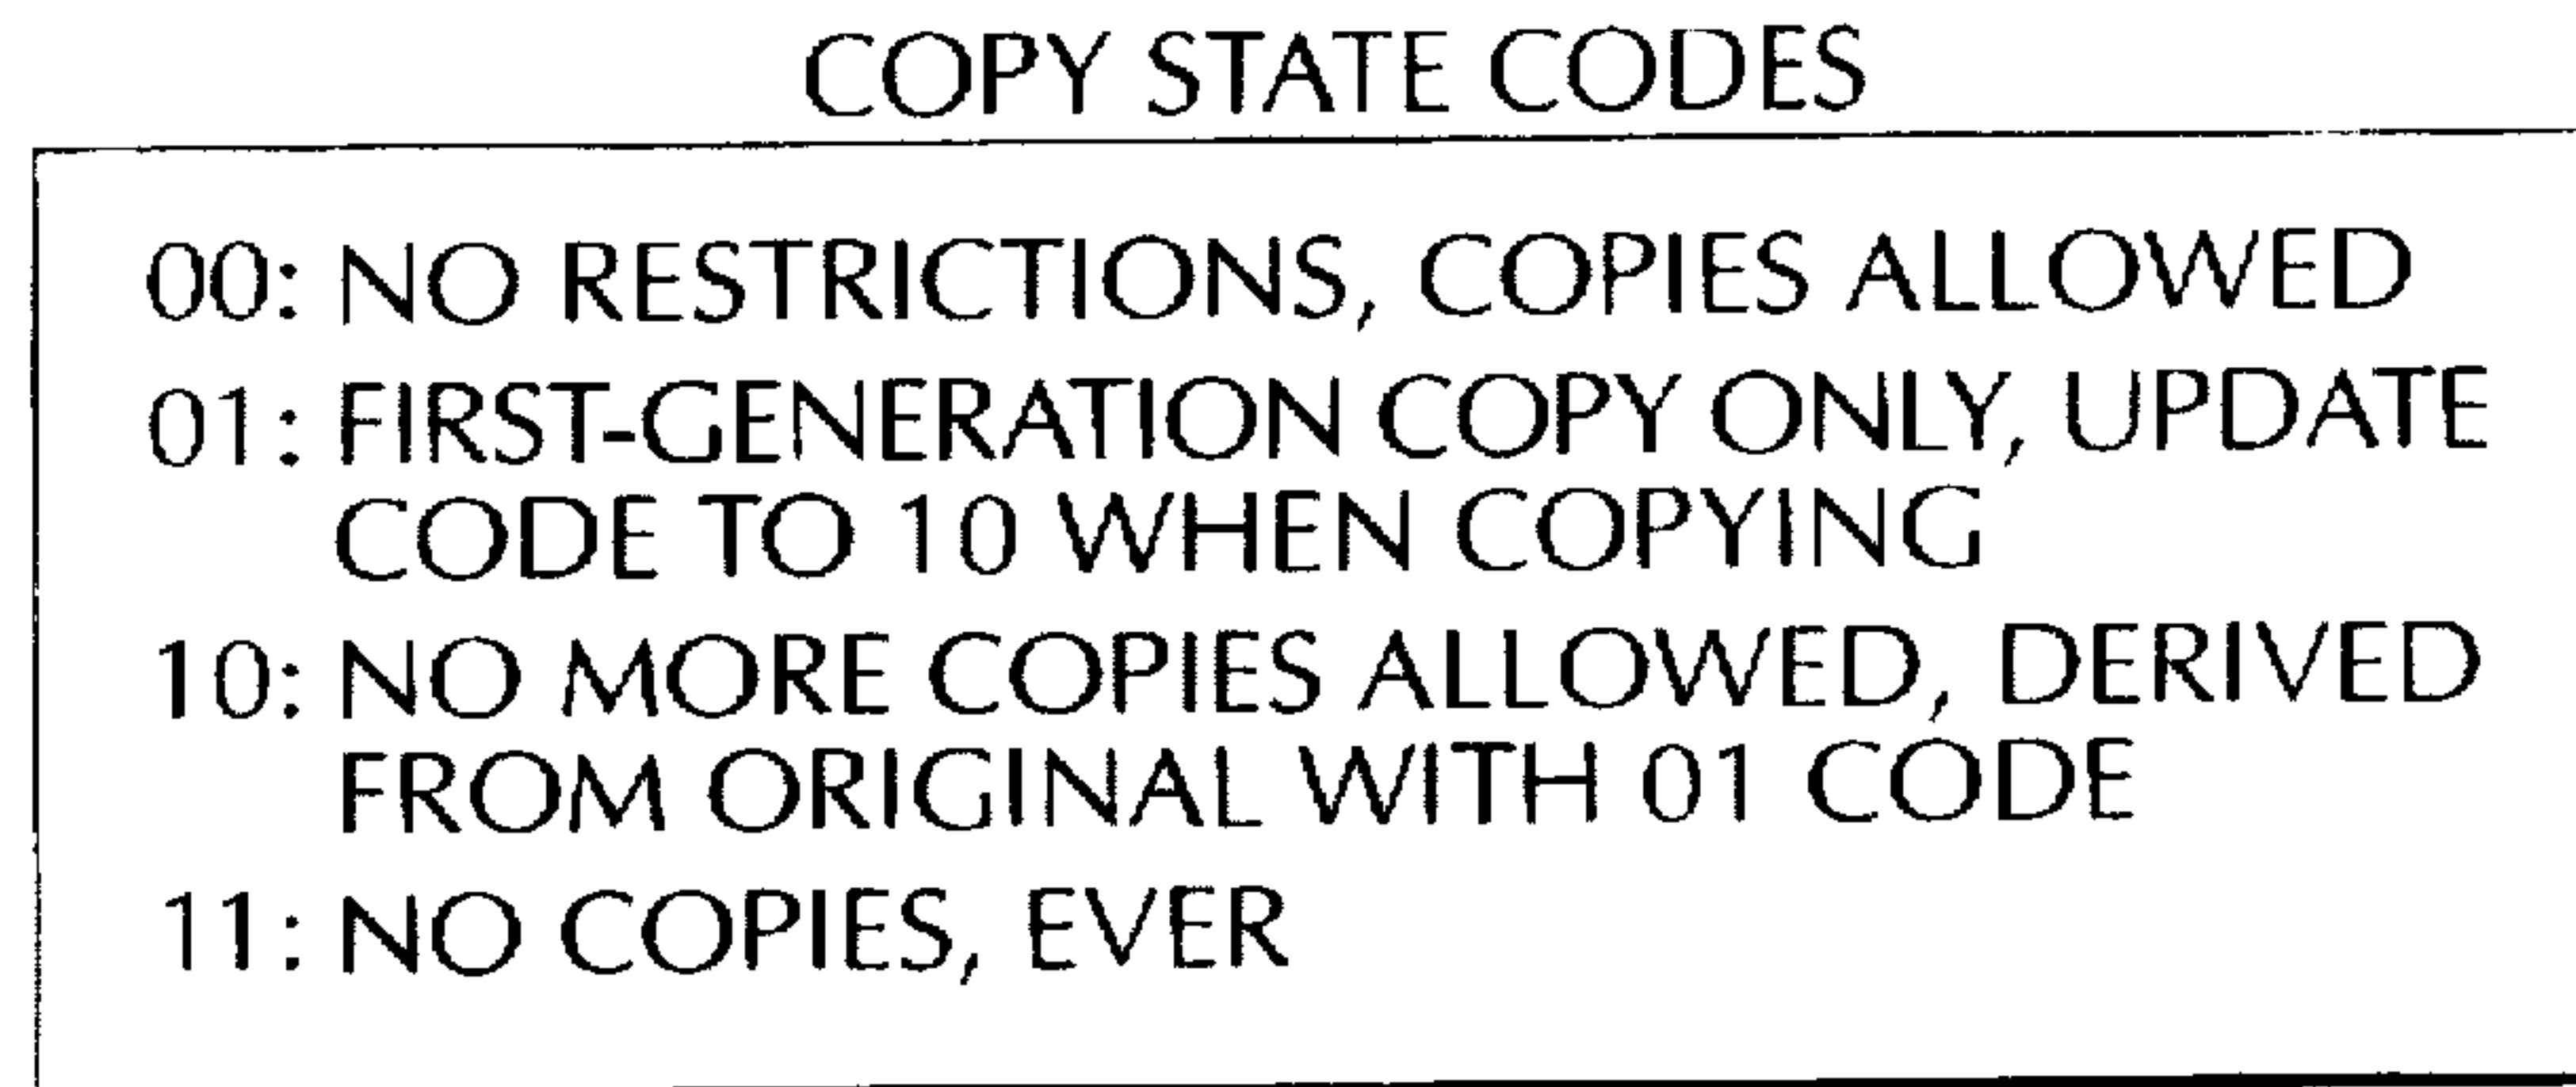 COPY STATE CODES
00: NO RESTRICTIONS, COPIES ALLOWED
01: FIRST-GENERATION COPY ONLY, UPDATE
CODE TO 10 WHEN COPYING
10: NO MORE COPIES ALLOWED, DERIVED
FROM ORIGINAL WITH 01 CODE
11: NO COPIES, EVER